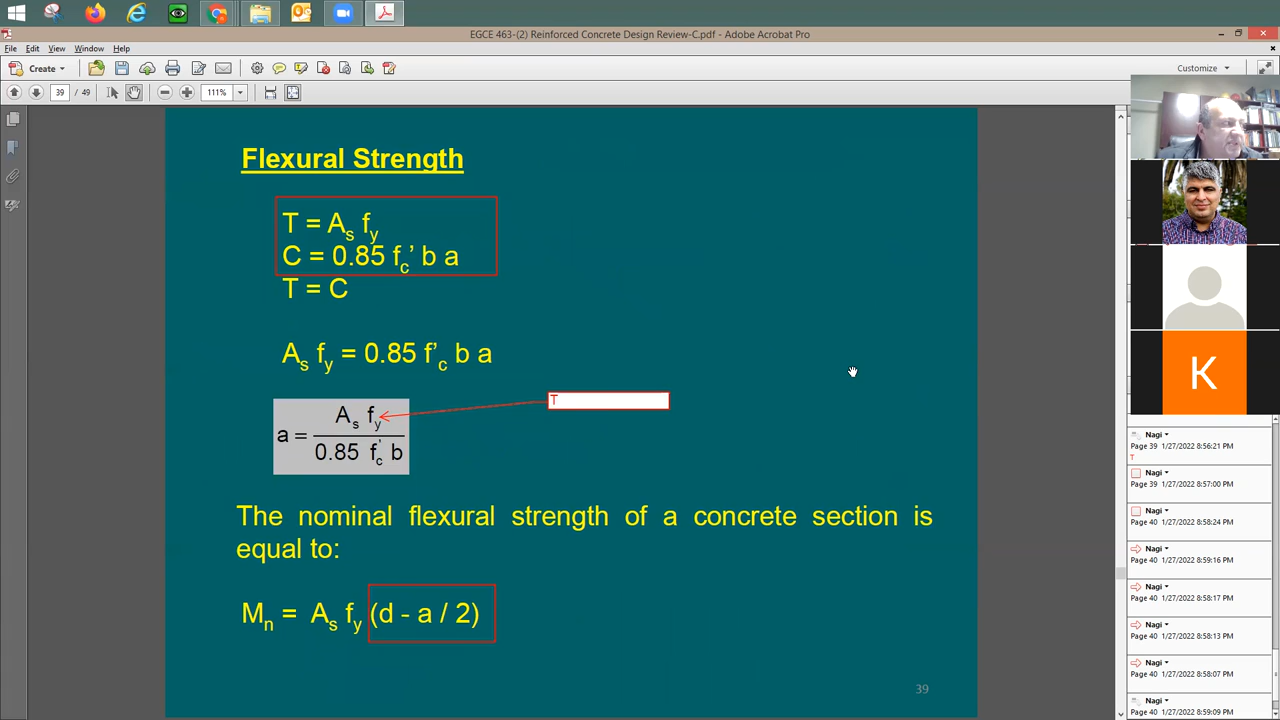 EGCE 463-(2) Reinforced Concrete Design Review-C.pdf - Adobe Acrobat Pro
File Edit View Window Help
Create
Customize
39 / 49
111%
Flexural Strength
T = As fy
C = 0.85 fc’ b a
T = C
As fy = 0.85 f’c b a
a = As fy / 0.85 fc' b
T
The nominal flexural strength of a concrete section is
equal to:
Mn = As fy (d - a / 2)
39
K
Nagi
Page 39 1/27/2022 8:56:21 PM
T
Nagi
Page 39 1/27/2022 8:57:00 PM
Nagi
Page 40 1/27/2022 8:58:24 PM
Nagi
Page 40 1/27/2022 8:59:16 PM
Nagi
Page 40 1/27/2022 8:58:17 PM
Nagi
Page 40 1/27/2022 8:58:13 PM
Nagi
Page 40 1/27/2022 8:58:07 PM
Nagi
Page 40 1/27/2022 8:59:09 PM